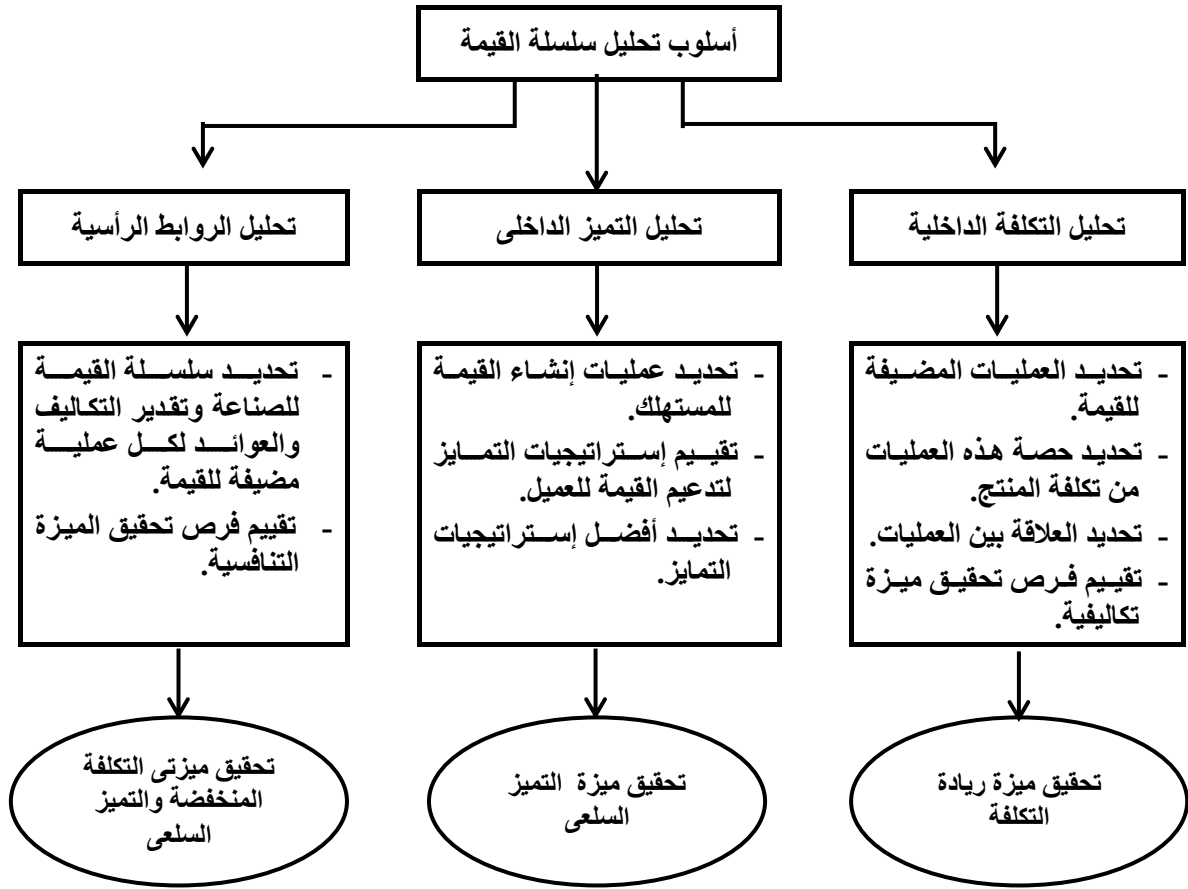 أسلوب تحليل سلسلة القيمة
تحليل التكلفة الداخلية
تحليل التميز الداخلى
تحليل الروابط الرأسية
- تحديد العمليات المضيفة
للقيمة.
- تحديد حصة هذه العمليات
من تكلفة المنتج.
- تحديد العلاقة بين العمليات.
- تقييم فرص تحقيق ميزة
تكاليفية.
- تحديد عمليات إنشاء القيمة
للمستهلك.
- تقييم إستراتيجيات التمايز
لتدعيم القيمة للعميل.
- تحديد أفضل إستراتيجيات
التمايز.
- تحديد سلسلة القيمة
للصناعة وتقدير التكاليف
والعوائد لكل عملية
مضيفة للقيمة.
- تقييم فرص تحقيق الميزة
التنافسية.
تحقيق ميزة ريادة
التكلفة
تحقيق ميزة التميز
السلعى
تحقيق ميزتى التكلفة
المنخفضة والتميز
السلعى